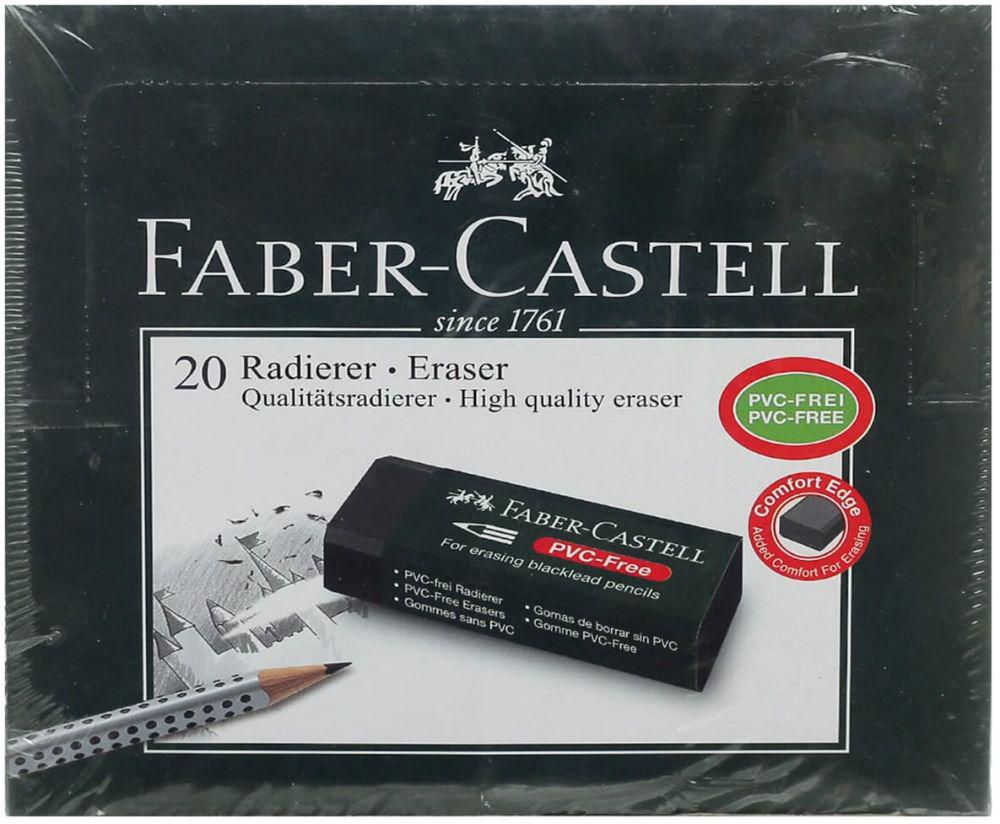 FABER-CASTELL
since 1761
20 Radierer • Eraser
Qualitätsradierer • High quality eraser
PVC-FREI
PVC-FREE
Comfort Edge
Added Comfort For Erasing
FABER-CASTELL
PVC-Free
For erasing blacklead pencils
• PVC-frei Radierer
• PVC-Free Erasers
• Gommes sans PVC
• Gomas de borrar sin PVC
• Gomme PVC-Free